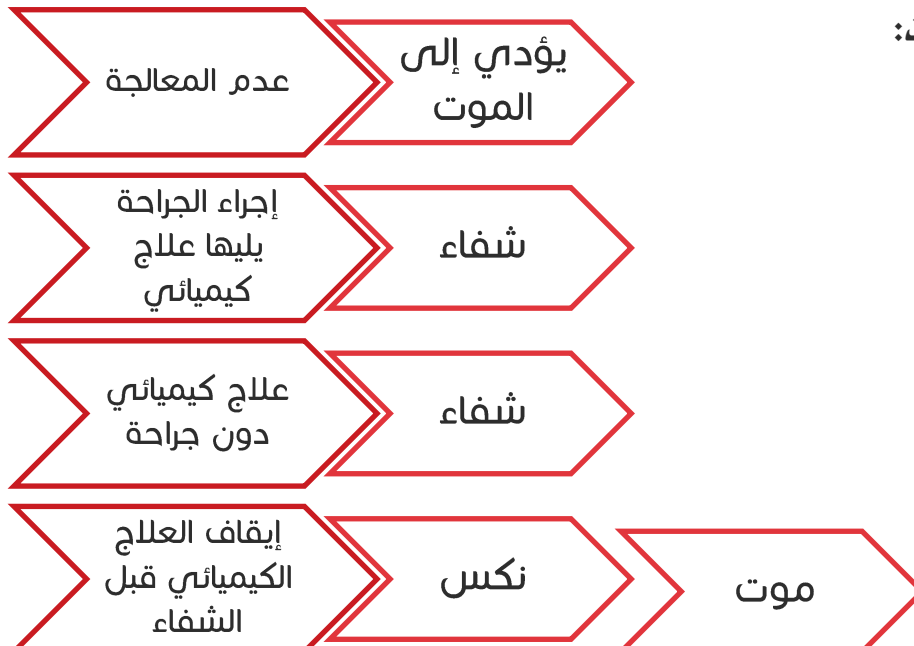 عدم المعالجة
يؤدي إلى
الموت
إجراء الجراحة
يليها علاج
كيميائي
شفاء
علاج كيميائي
دون جراحة
شفاء
إيقاف العلاج
الكيميائي قبل
الشفاء
نكس
موت